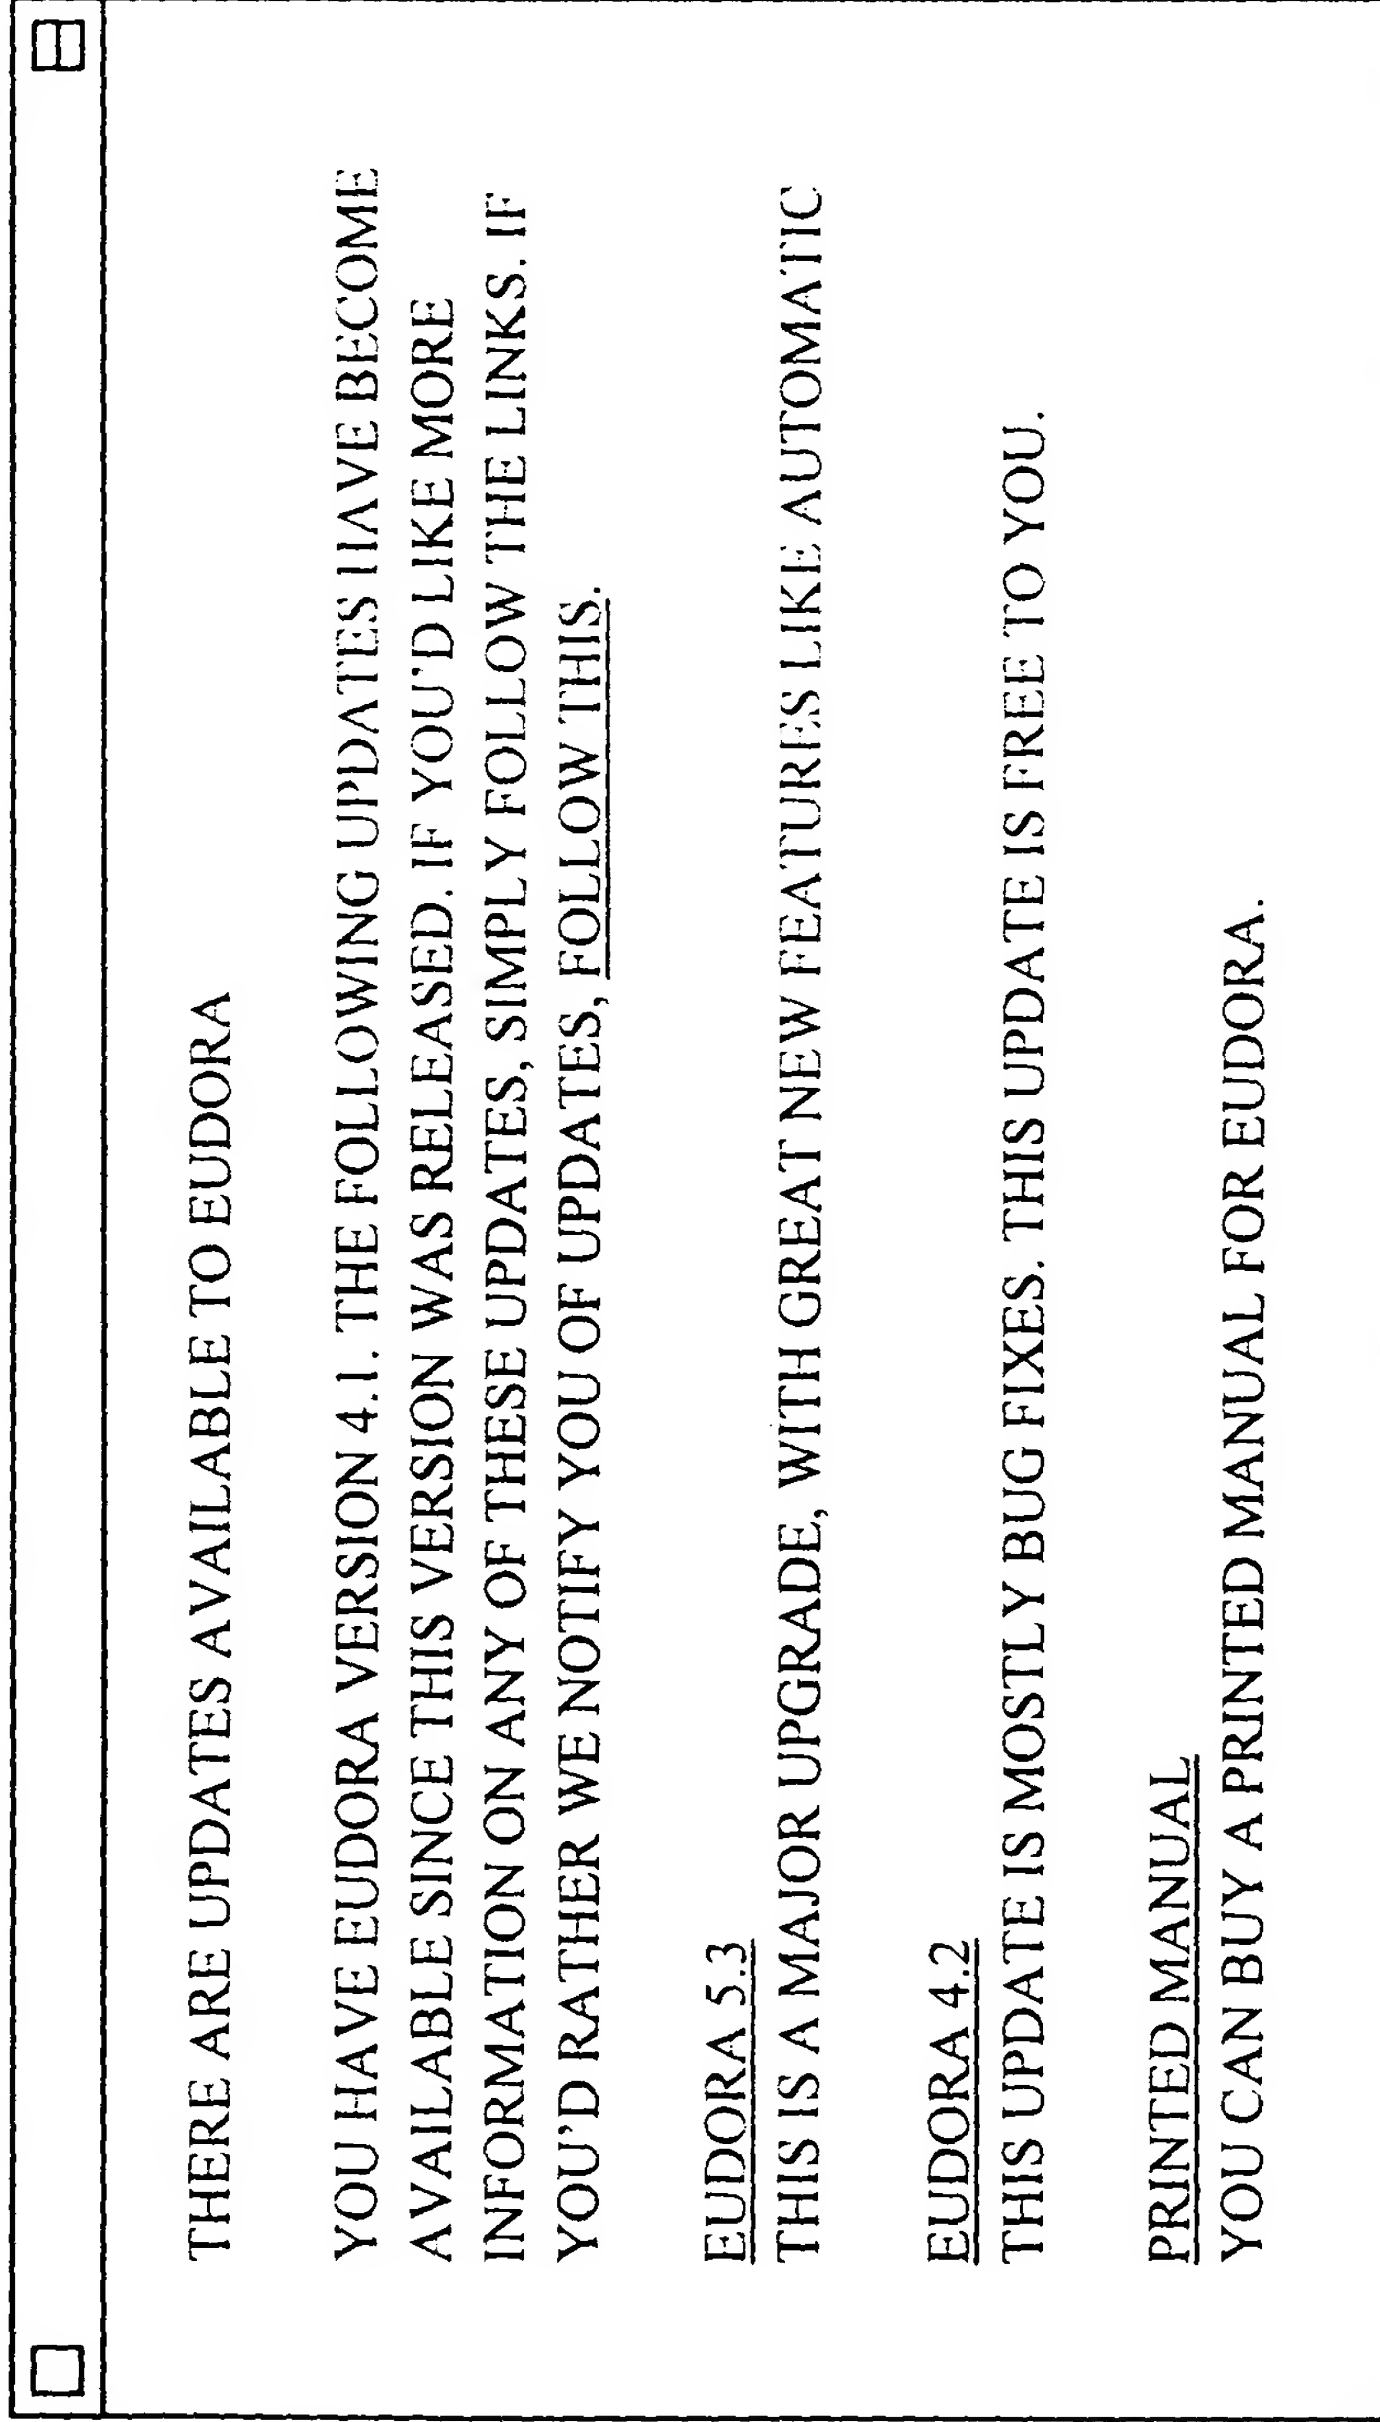 THERE ARE UPDATES AVAILABLE TO EUDORA
YOU HAVE EUDORA VERSION 4.1. THE FOLLOWING UPDATES HAVE BECOME
AVAILABLE SINCE THIS VERSION WAS RELEASED. IF YOU'D LIKE MORE
INFORMATION ON ANY OF THESE UPDATES, SIMPLY FOLLOW THE LINKS. IF
YOU'D RATHER WE NOTIFY YOU OF UPDATES, FOLLOW THIS.
EUDORA 5.3
THIS IS A MAJOR UPGRADE, WITH GREAT NEW FEATURES LIKE AUTOMATIC
EUDORA 4.2
THIS UPDATE IS MOSTLY BUG FIXES. THIS UPDATE IS FREE TO YOU.
PRINTED MANUAL
YOU CAN BUY A PRINTED MANUAL FOR EUDORA.